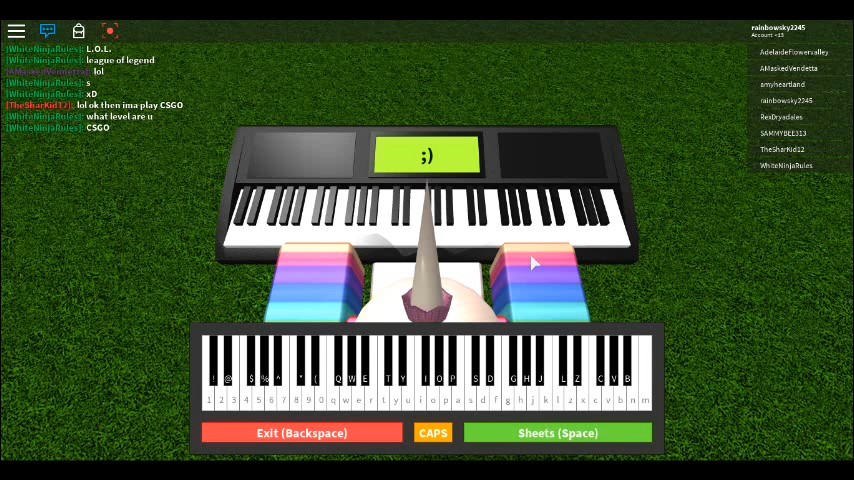 [WhiteNinjaRules]: L.O.L.
[WhiteNinjaRules]: league of legend
[AMaskedVendetta]: lol
[WhiteNinjaRules]: s
[WhiteNinjaRules]: xD
[TheSharKid12]: lol ok then ima play CSGO
[WhiteNinjaRules]: what level are u
[WhiteNinjaRules]: CSGO
rainbowsky2245
Account <13
AdelaideFlowervalley
AMaskedVendetta
amyheartland
rainbowsky2245
RexDryadales
SAMMYBEE313
TheSharKid12
WhiteNinjaRules
;)
! @ $ % ^ * ( Q W E T Y I O P S D G H J L Z C V B
1 2 3 4 5 6 7 8 9 0 q w e r t y u i o p a s d f g h j k l z x c v b n m
Exit (Backspace)
CAPS
Sheets (Space)